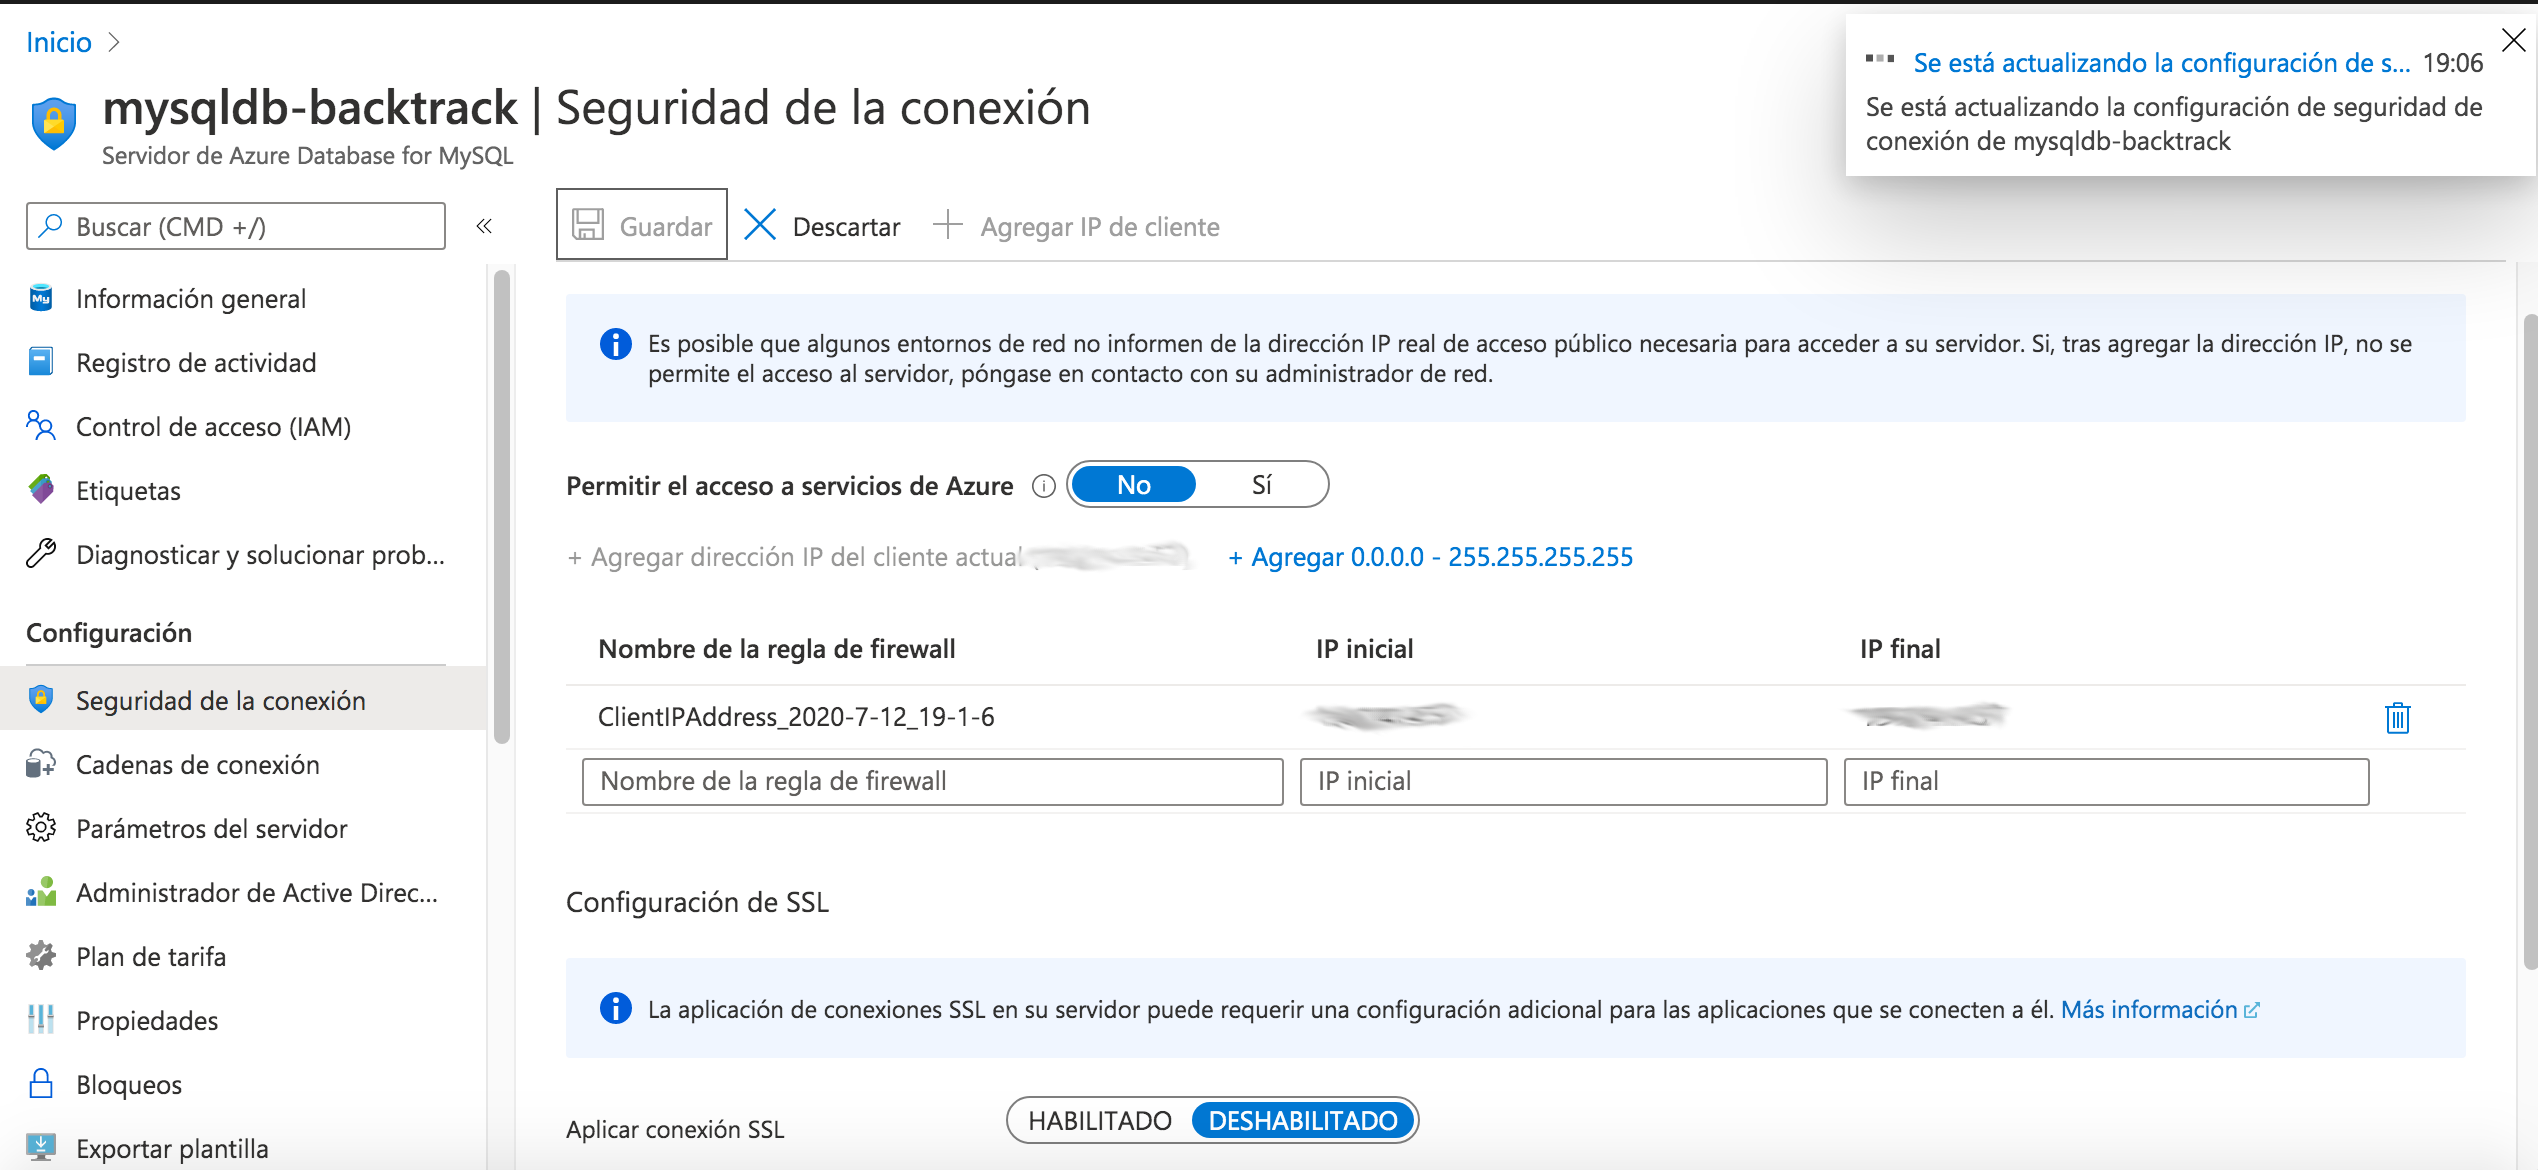 Inicio
mysqldb-backtrack | Seguridad de la conexión
Servidor de Azure Database for MySQL
Se está actualizando la configuración de s... 19:06
Se está actualizando la configuración de seguridad de
conexión de mysqldb-backtrack
Buscar (CMD +/)
«
Información general
Registro de actividad
Control de acceso (IAM)
Etiquetas
Diagnosticar y solucionar prob...
Configuración
Seguridad de la conexión
Cadenas de conexión
Parámetros del servidor
Administrador de Active Direc...
Plan de tarifa
Propiedades
Bloqueos
Exportar plantilla
Guardar Descartar Agregar IP de cliente
Es posible que algunos entornos de red no informen de la dirección IP real de acceso público necesaria para acceder a su servidor. Si, tras agregar la dirección IP, no se
permite el acceso al servidor, póngase en contacto con su administrador de red.
Permitir el acceso a servicios de Azure No Sí
+ Agregar dirección IP del cliente actual + Agregar 0.0.0.0 - 255.255.255.255
Nombre de la regla de firewall IP inicial IP final
ClientIPAddress_2020-7-12_19-1-6
Nombre de la regla de firewall IP inicial IP final
Configuración de SSL
La aplicación de conexiones SSL en su servidor puede requerir una configuración adicional para las aplicaciones que se conecten a él. Más información
Aplicar conexión SSL HABILITADO DESHABILITADO